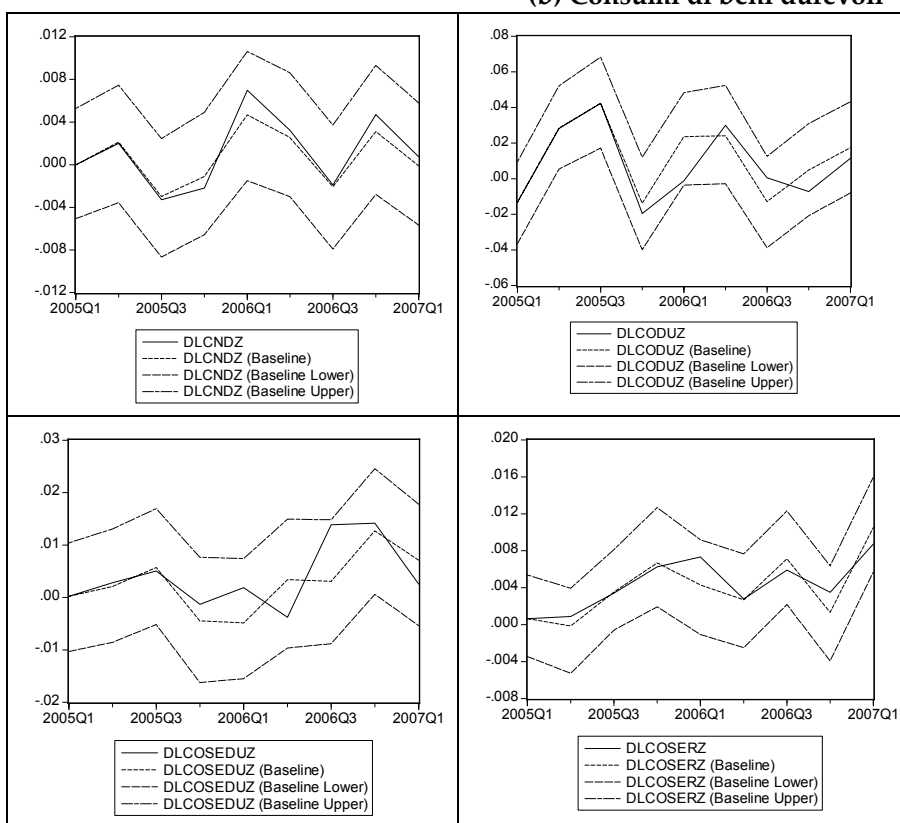 (b) Consumi di beni durevoli
.012
.008
.004
.000
-.004
-.008
-.012
2005Q1 2005Q3 2006Q1 2006Q3 2007Q1
DLCNDZ
DLCNDZ (Baseline)
DLCNDZ (Baseline Lower)
DLCNDZ (Baseline Upper)
.08
.06
.04
.02
.00
-.02
-.04
-.06
2005Q1 2005Q3 2006Q1 2006Q3 2007Q1
DLCODUZ
DLCODUZ (Baseline)
DLCODUZ (Baseline Lower)
DLCODUZ (Baseline Upper)
.03
.02
.01
.00
-.01
-.02
2005Q1 2005Q3 2006Q1 2006Q3 2007Q1
DLCOSEDUZ
DLCOSEDUZ (Baseline)
DLCOSEDUZ (Baseline Lower)
DLCOSEDUZ (Baseline Upper)
.020
.016
.012
.008
.004
.000
-.004
-.008
2005Q1 2005Q3 2006Q1 2006Q3 2007Q1
DLCOSERZ
DLCOSERZ (Baseline)
DLCOSERZ (Baseline Lower)
DLCOSERZ (Baseline Upper)